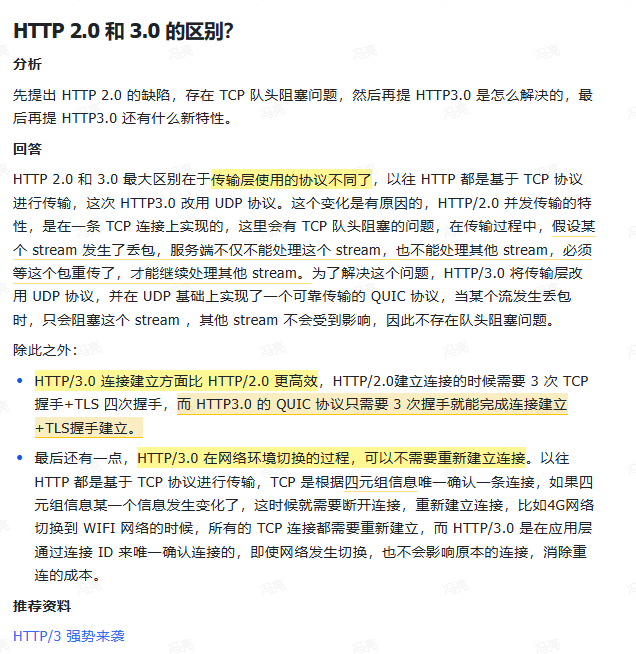 HTTP 2.0 和 3.0 的区别？
分析
先提出 HTTP 2.0 的缺陷，存在 TCP 队头阻塞问题，然后再提 HTTP3.0 是怎么解决的，最
后再提 HTTP3.0 还有什么新特性。
回答
HTTP 2.0 和 3.0 最大区别在于传输层使用的协议不同了，以往 HTTP 都是基于 TCP 协议
进行传输，这次 HTTP3.0 改用 UDP 协议。这个变化是有原因的，HTTP/2.0 并发传输的特
性，是在一条 TCP 连接上实现的，这里会有 TCP 队头阻塞的问题，在传输过程中，假设某
个 stream 发生了丢包，服务端不仅不能处理这个 stream，也不能处理其他 stream，必须
等这个包重传了，才能继续处理其他 stream。为了解决这个问题，HTTP/3.0 将传输层改
用 UDP 协议，并在 UDP 基础上实现了一个可靠传输的 QUIC 协议，当某个流发生丢包
时，只会阻塞这个 stream ，其他 stream 不会受到影响，因此不存在队头阻塞问题。
除此之外：
• HTTP/3.0 连接建立方面比 HTTP/2.0 更高效，HTTP/2.0建立连接的时候需要 3 次 TCP
握手+TLS 四次握手，而 HTTP3.0 的 QUIC 协议只需要 3 次握手就能完成连接建立
+TLS握手建立。
• 最后还有一点，HTTP/3.0 在网络环境切换的过程，可以不需要重新建立连接。以往
HTTP 都是基于 TCP 协议进行传输，TCP 是根据四元组信息唯一确认一条连接，如果四
元组信息某一个信息发生变化了，这时候就需要断开连接，重新建立连接，比如4G网络
切换到 WIFI 网络的时候，所有的 TCP 连接都需要重新建立，而 HTTP/3.0 是在应用层
通过连接 ID 来唯一确认连接的，即使网络发生切换，也不会影响原本的连接，消除重
连的成本。
推荐资料
HTTP/3 强势来袭